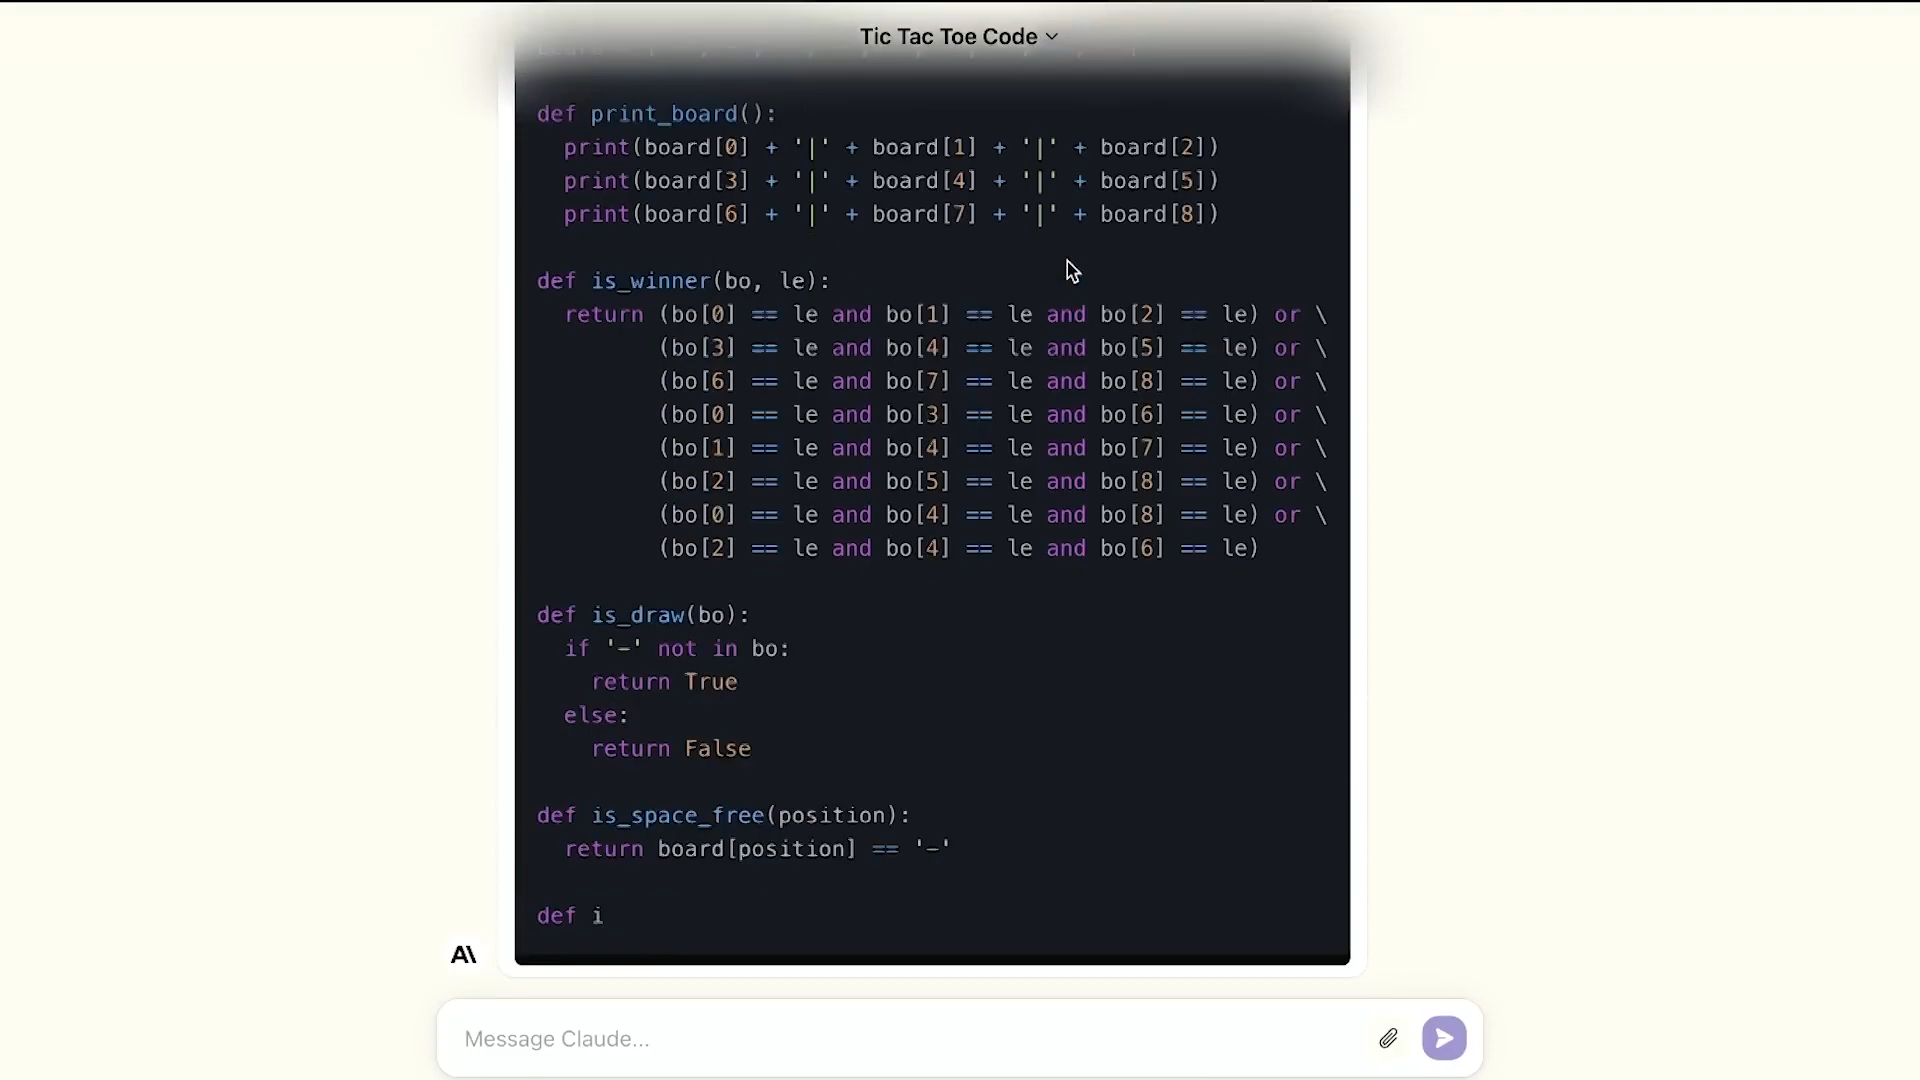 Tic Tac Toe Code
def print_board():
  print(board[0] + '|' + board[1] + '|' + board[2])
  print(board[3] + '|' + board[4] + '|' + board[5])
  print(board[6] + '|' + board[7] + '|' + board[8])
def is_winner(bo, le):
  return (bo[0] == le and bo[1] == le and bo[2] == le) or \
         (bo[3] == le and bo[4] == le and bo[5] == le) or \
         (bo[6] == le and bo[7] == le and bo[8] == le) or \
         (bo[0] == le and bo[3] == le and bo[6] == le) or \
         (bo[1] == le and bo[4] == le and bo[7] == le) or \
         (bo[2] == le and bo[5] == le and bo[8] == le) or \
         (bo[0] == le and bo[4] == le and bo[8] == le) or \
         (bo[2] == le and bo[4] == le and bo[6] == le)
def is_draw(bo):
  if '-' not in bo:
    return True
  else:
    return False
def is_space_free(position):
  return board[position] == '-'
def i
A\
Message Claude...